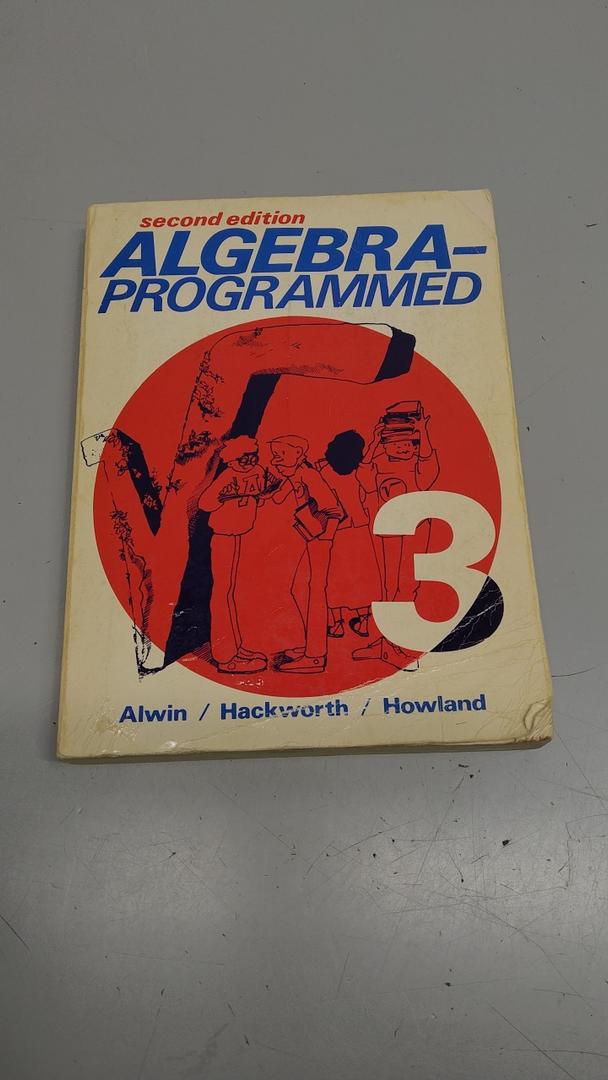 second edition
ALGEBRA–
PROGRAMMED
A
3
Alwin / Hackworth / Howland